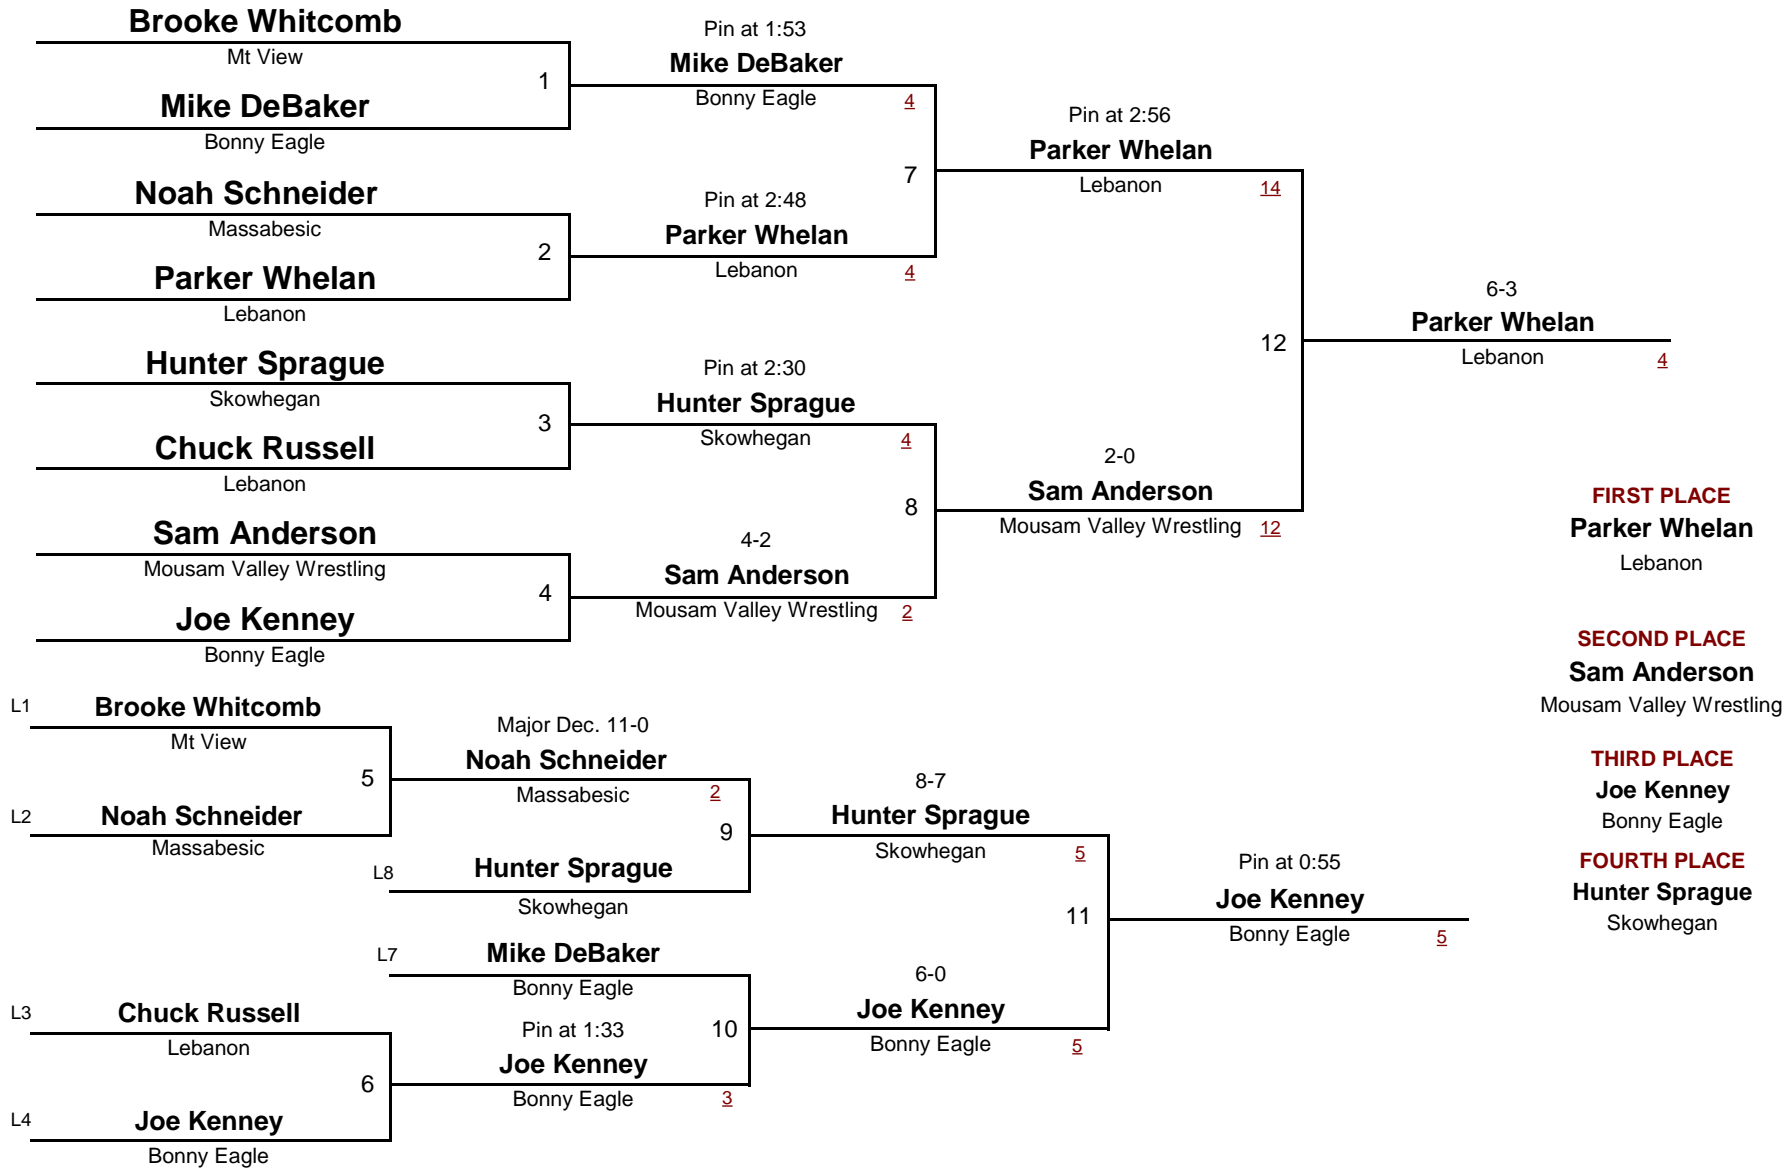 Brooke Whitcomb
Mt View
1
Mike DeBaker
Bonny Eagle
Noah Schneider
Massabesic
2
Parker Whelan
Lebanon
Hunter Sprague
Skowhegan
3
Chuck Russell
Lebanon
Sam Anderson
Mousam Valley Wrestling
4
Joe Kenney
Bonny Eagle
Pin at 1:53
Mike DeBaker
Bonny Eagle 4
7
Pin at 2:48
Parker Whelan
Lebanon 4
Pin at 2:30
Hunter Sprague
Skowhegan 4
8
4-2
Sam Anderson
Mousam Valley Wrestling 2
Pin at 2:56
Parker Whelan
Lebanon 14
12
2-0
Sam Anderson
Mousam Valley Wrestling 12
6-3
Parker Whelan
Lebanon 4
FIRST PLACE
Parker Whelan
Lebanon
SECOND PLACE
Sam Anderson
Mousam Valley Wrestling
THIRD PLACE
Joe Kenney
Bonny Eagle
FOURTH PLACE
Hunter Sprague
Skowhegan
L1 Brooke Whitcomb
Mt View
5
L2 Noah Schneider
Massabesic
L3 Chuck Russell
Lebanon
6
L4 Joe Kenney
Bonny Eagle
Major Dec. 11-0
Noah Schneider
Massabesic 2
9
L8 Hunter Sprague
Skowhegan
L7 Mike DeBaker
Bonny Eagle
10
Pin at 1:33
Joe Kenney
Bonny Eagle 3
8-7
Hunter Sprague
Skowhegan 5
11
6-0
Joe Kenney
Bonny Eagle 5
Pin at 0:55
Joe Kenney
Bonny Eagle 5